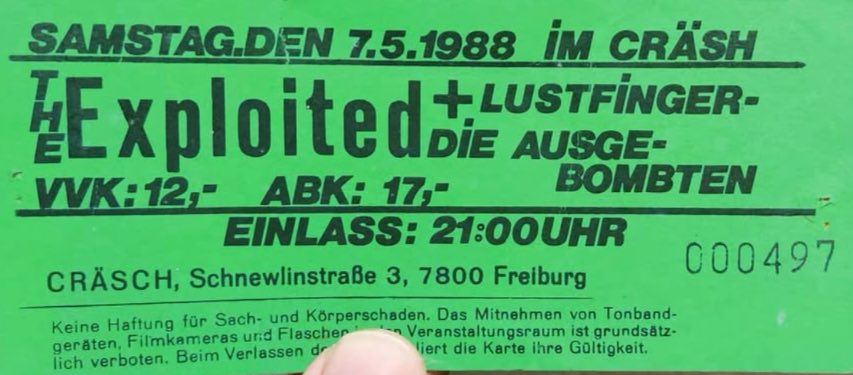 SAMSTAG.DEN 7.5.1988 iM CRÄSH
THE Exploited + LUSTFiNGER-
DiE AUSGE-
BOMBTEN
VVK: 12,- ABK: 17,-
EINLASS: 21:00UHR
000497
CRÄSCH, Schnewlinstraße 3, 7800 Freiburg
Keine Haftung für Sach- und Körperschaden. Das Mitnehmen von Tonband-
geräten, Filmkameras und Flaschen Veranstaltungsraum ist grundsätz-
lich verboten. Beim Verlassen die Karte ihre Gültigkeit.